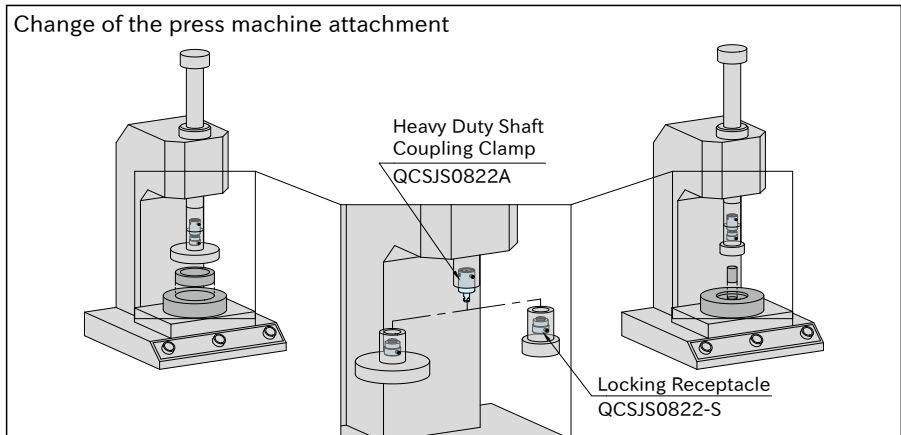 Change of the press machine attachment
Heavy Duty Shaft
Coupling Clamp
QCSJS0822A
Locking Receptacle
QCSJS0822-S